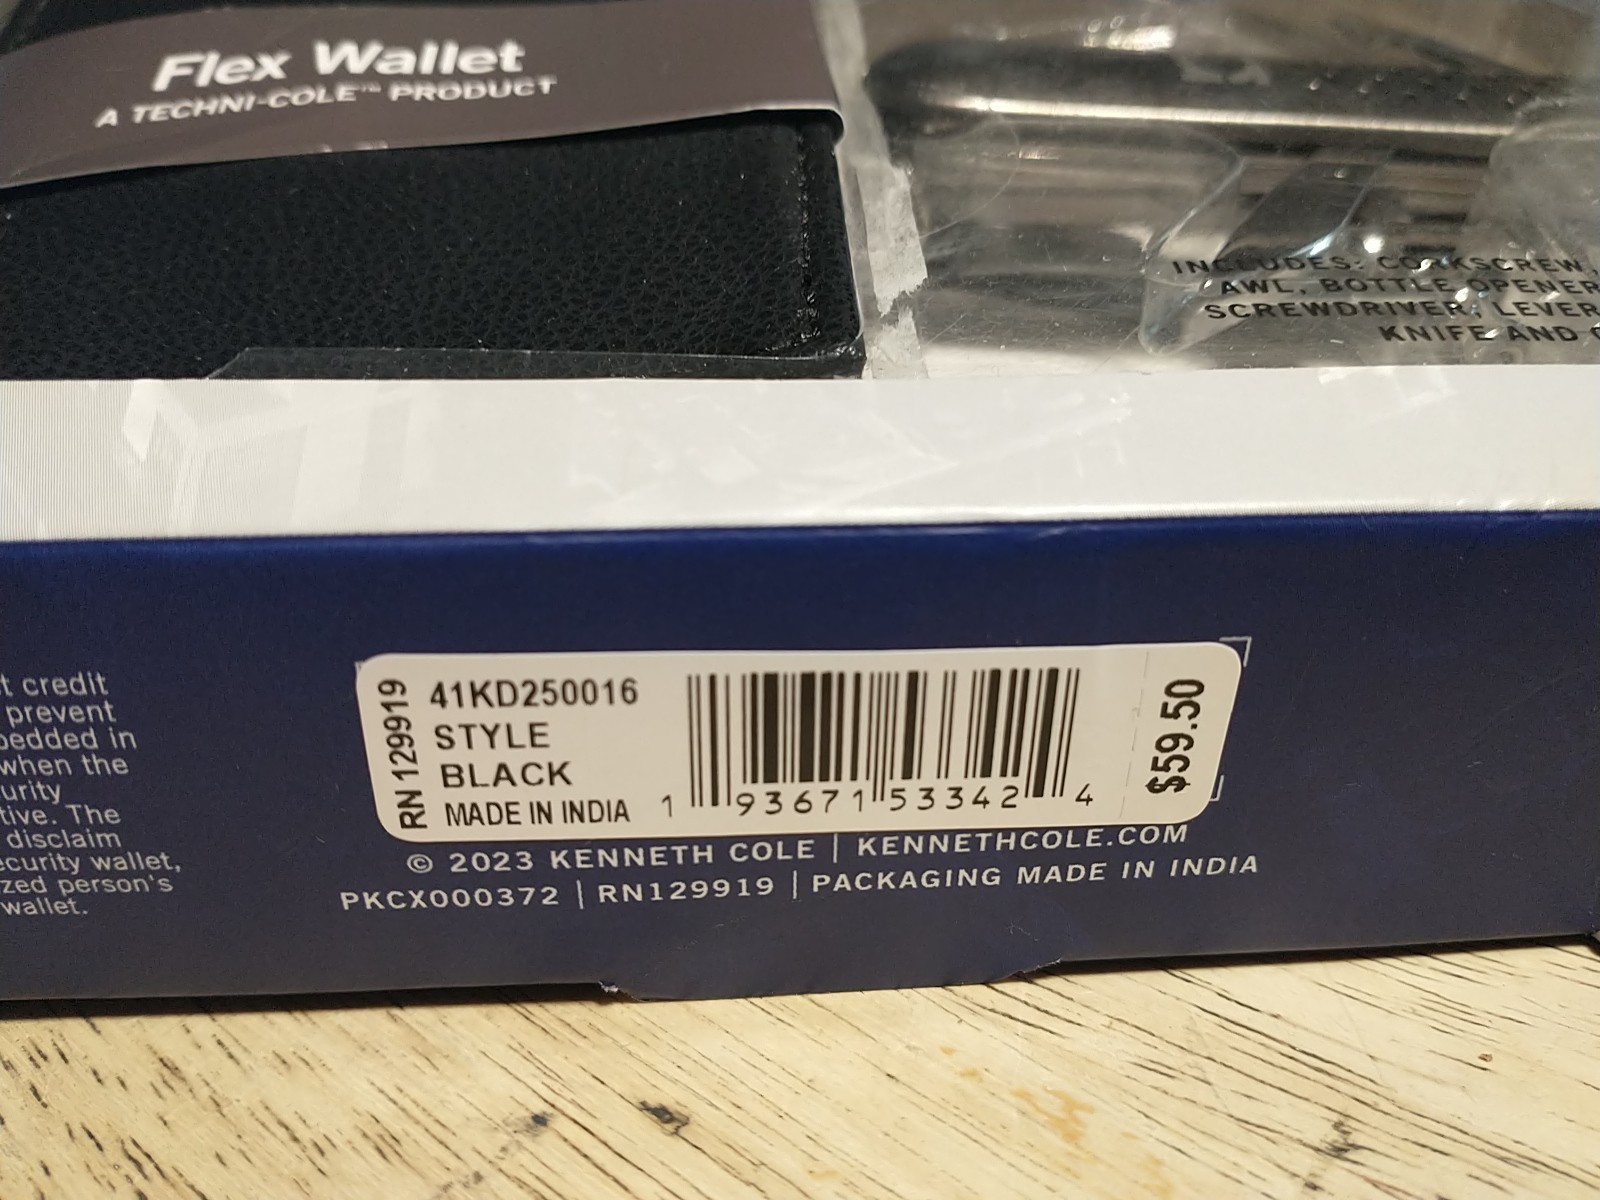 Flex Wallet
A TECHNI-COLE™ PRODUCT
INCLUDES: CORKSCREW,
AWL, BOTTLE OPENER
SCREWDRIVER, LEVER
KNIFE AND
t credit
prevent
bedded in
when the
urity
tive. The
disclaim
ecurity wallet,
zed person's
wallet.
RN 129919
41KD250016
STYLE
BLACK
MADE IN INDIA
1 93671 53342 4
$59.50
© 2023 KENNETH COLE | KENNETHCOLE.COM
PKCX000372 | RN129919 | PACKAGING MADE IN INDIA